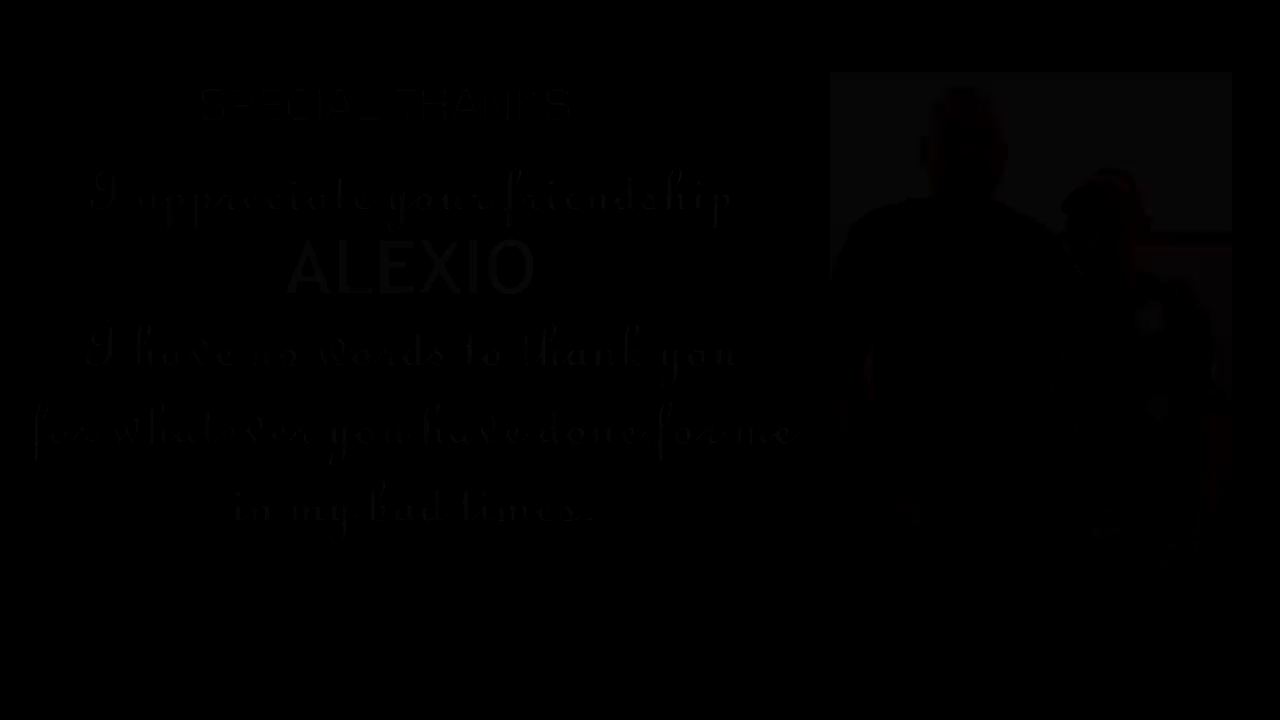 SPECIAL THANKS
I appreciate your friendship
ALEXIO
I have no words to thank you
for whatever you have done for me
in my bad times.